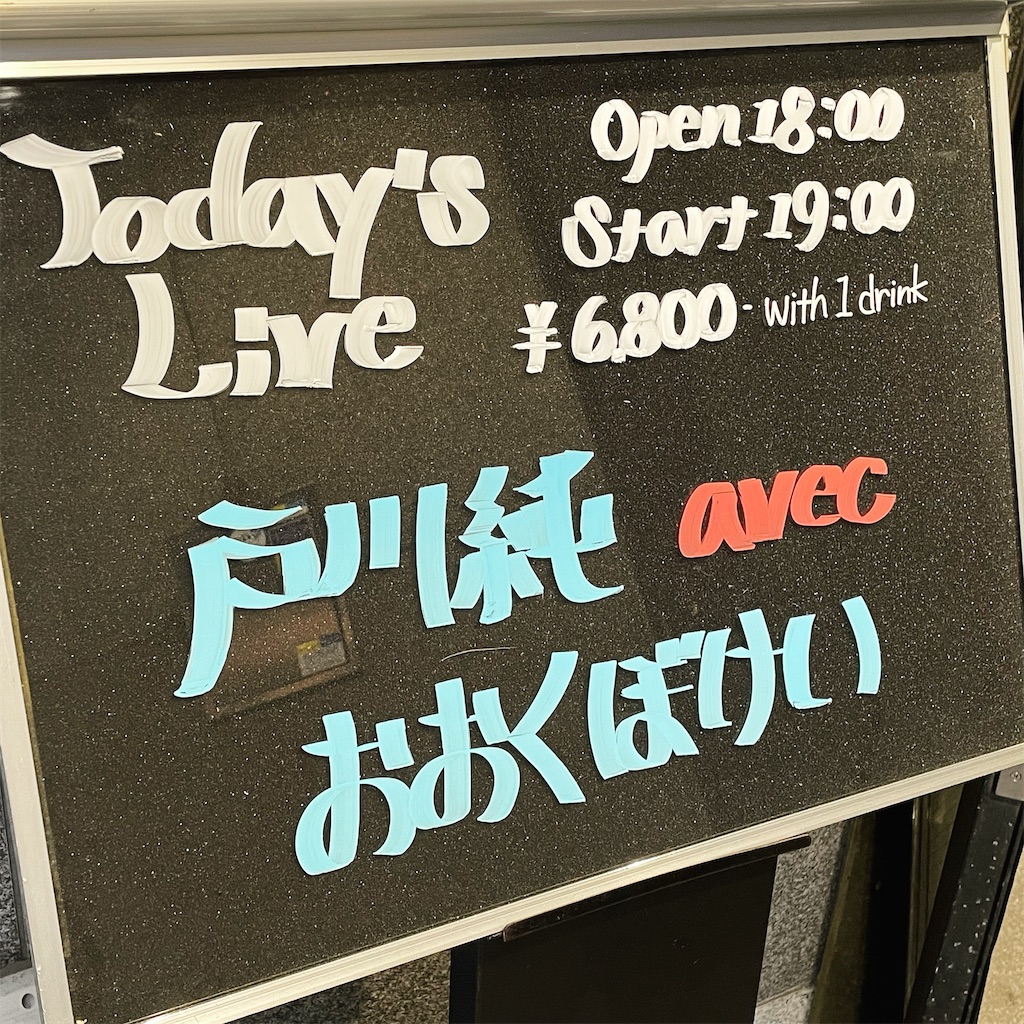 Today's
Live
Open 18:00
Start 19:00
¥6,800- with 1 drink
戸川純 avec
おおくぼけい